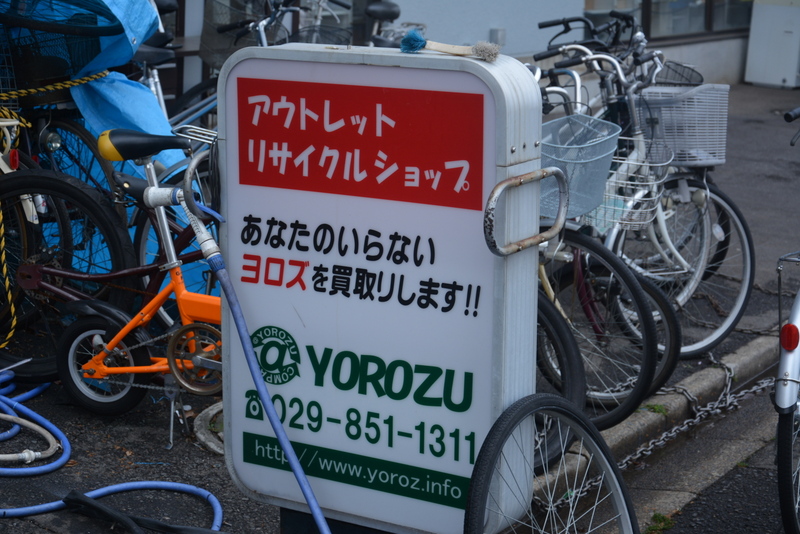 アウトレット
リサイクルショップ
あなたのいらない
ヨロズを買取りします!!
@YOROZU COMPANY
YOROZU
☎029-851-1311
http://www.yoroz.info